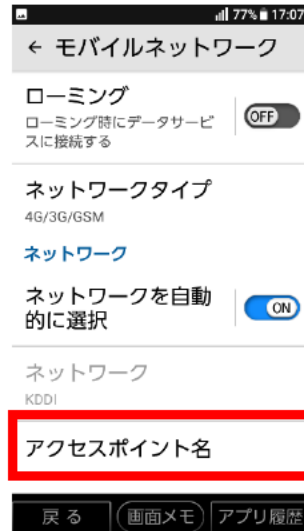 77% 17:07
← モバイルネットワーク
ローミング
ローミング時にデータサービ
スに接続する
OFF
ネットワークタイプ
4G/3G/GSM
ネットワーク
ネットワークを自動
的に選択
ON
ネットワーク
KDDI
アクセスポイント名
戻る 画面メモ アプリ履歴